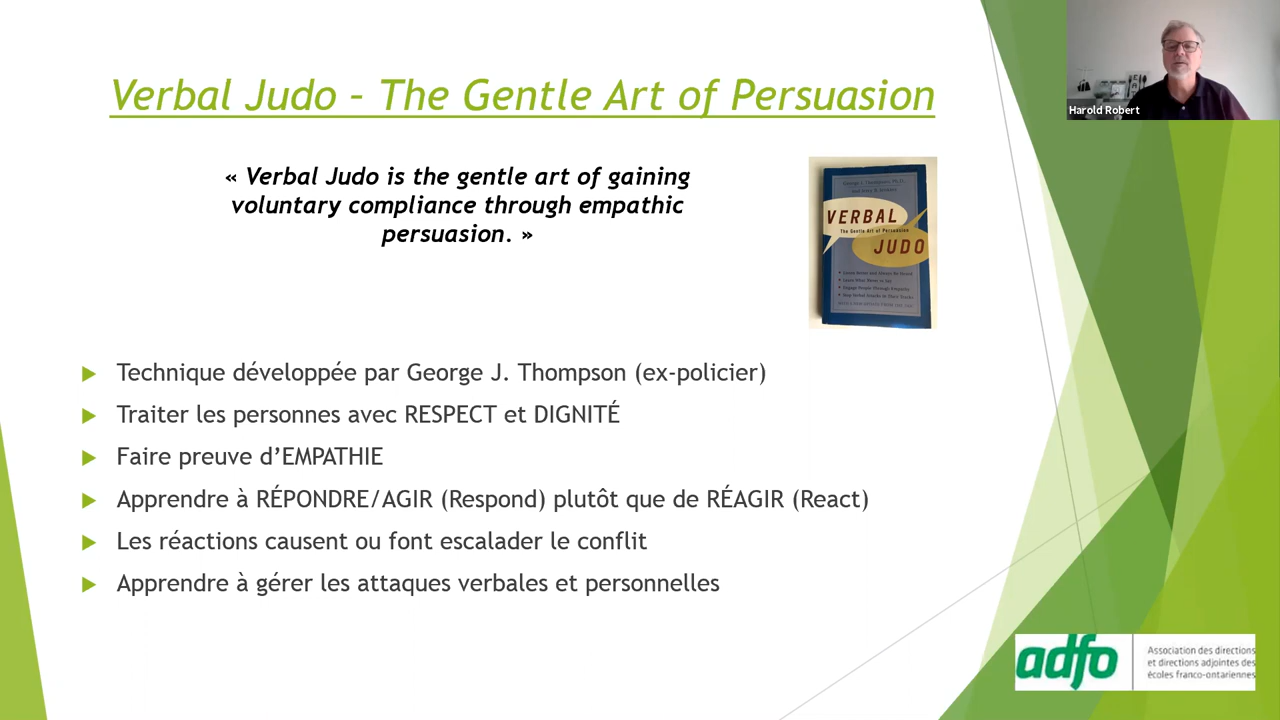 Verbal Judo – The Gentle Art of Persuasion
Harold Robert
« Verbal Judo is the gentle art of gaining
voluntary compliance through empathic
persuasion. »
George J. Thompson, Ph.D.
VERBAL
The Gentle Art of Persuasion
JUDO
Technique développée par George J. Thompson (ex-policier)
Traiter les personnes avec RESPECT et DIGNITÉ
Faire preuve d’EMPATHIE
Apprendre à RÉPONDRE/AGIR (Respond) plutôt que de RÉAGIR (React)
Les réactions causent ou font escalader le conflit
Apprendre à gérer les attaques verbales et personnelles
adfo
Association des directions
et directions adjointes des
écoles franco-ontariennes